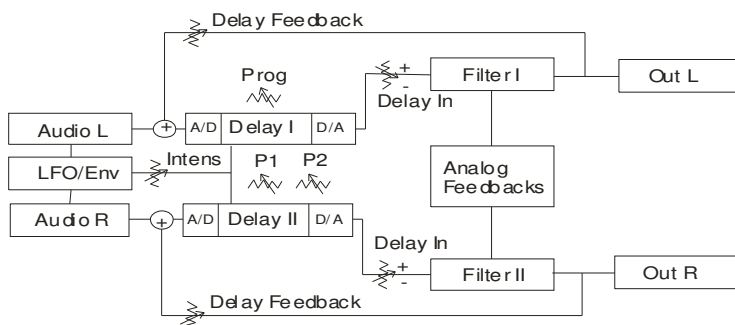 Delay Feedback
Prog
+
-
Filter I
Out L
Delay In
Audio L
+
A/D
Delay I
D/A
LFO/Env
Intens
P1
P2
Analog
Feedbacks
Audio R
+
A/D
Delay II
D/A
Delay In
+
-
Filter II
Out R
Delay Feedback